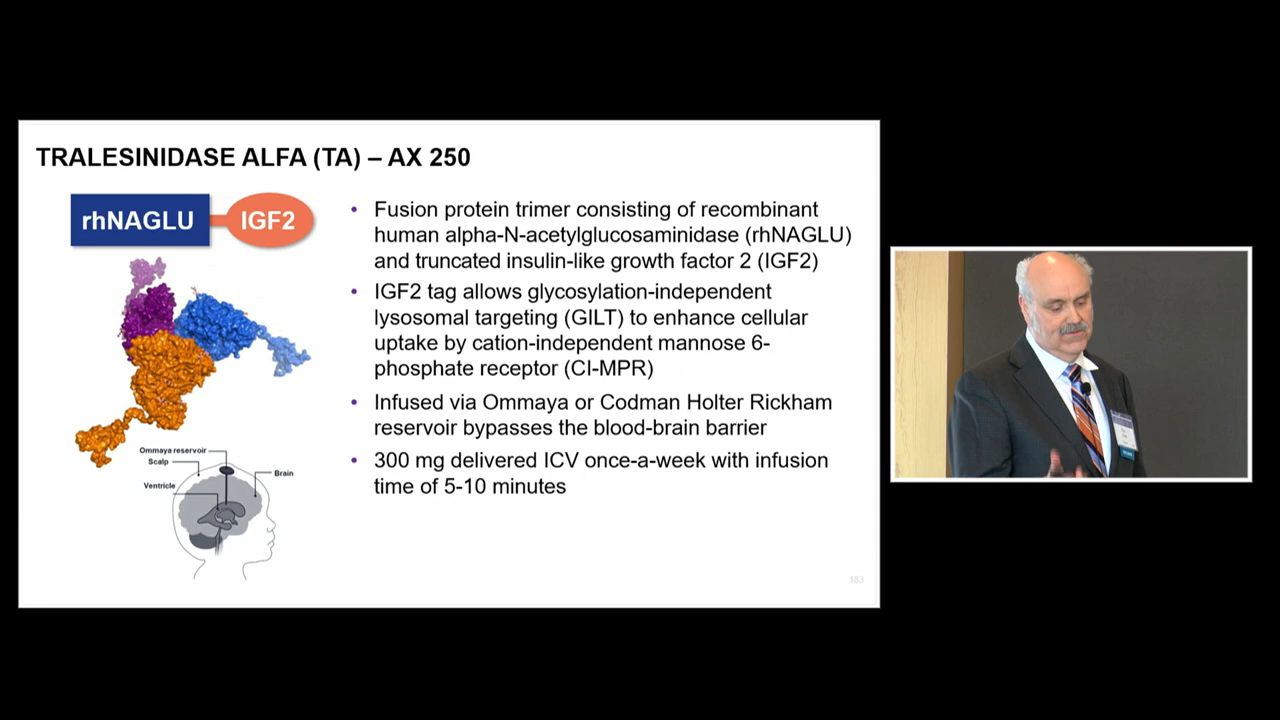 TRALESINIDASE ALFA (TA) – AX 250
rhNAGLU
IGF2
• Fusion protein trimer consisting of recombinant
human alpha-N-acetylglucosaminidase (rhNAGLU)
and truncated insulin-like growth factor 2 (IGF2)
• IGF2 tag allows glycosylation-independent
lysosomal targeting (GILT) to enhance cellular
uptake by cation-independent mannose 6-
phosphate receptor (CI-MPR)
• Infused via Ommaya or Codman Holter Rickham
reservoir bypasses the blood-brain barrier
• 300 mg delivered ICV once-a-week with infusion
time of 5-10 minutes
Ommaya reservoir
Scalp
Brain
Ventricle
183